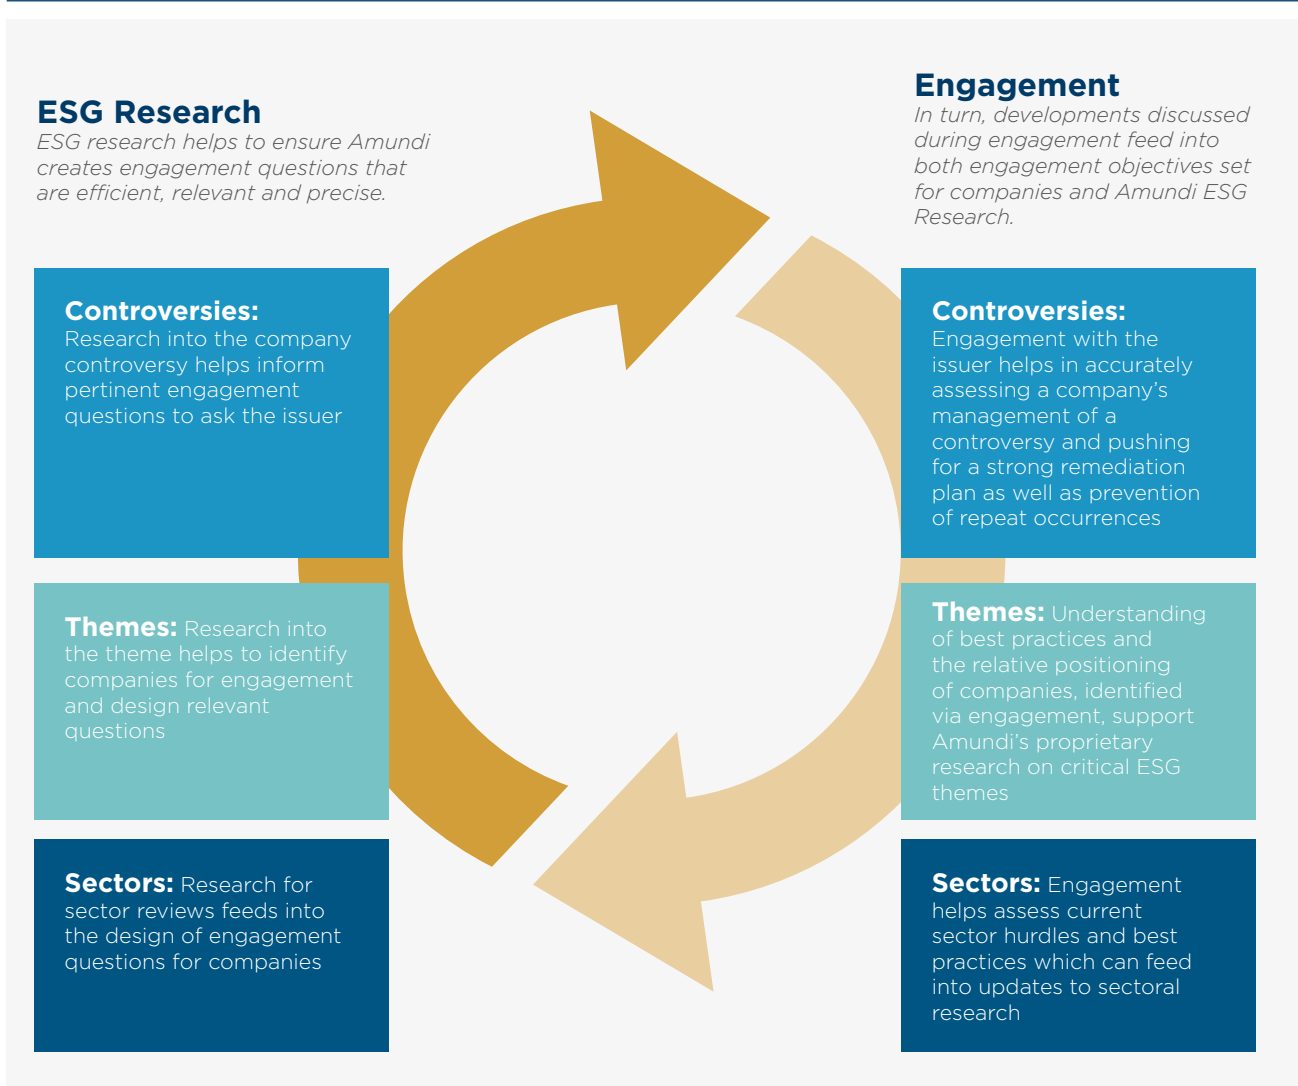 ESG Research
ESG research helps to ensure Amundi
creates engagement questions that
are efficient, relevant and precise.
Controversies:
Research into the company
controversy helps inform
pertinent engagement
questions to ask the issuer
Themes: Research into
the theme helps to identify
companies for engagement
and design relevant
questions
Sectors: Research for
sector reviews feeds into
the design of engagement
questions for companies
Engagement
In turn, developments discussed
during engagement feed into
both engagement objectives set
for companies and Amundi ESG
Research.
Controversies:
Engagement with the
issuer helps in accurately
assessing a company’s
management of a
controversy and pushing
for a strong remediation
plan as well as prevention
of repeat occurrences
Themes: Understanding
of best practices and
the relative positioning
of companies, identified
via engagement, support
Amundi’s proprietary
research on critical ESG
themes
Sectors: Engagement
helps assess current
sector hurdles and best
practices which can feed
into updates to sectoral
research